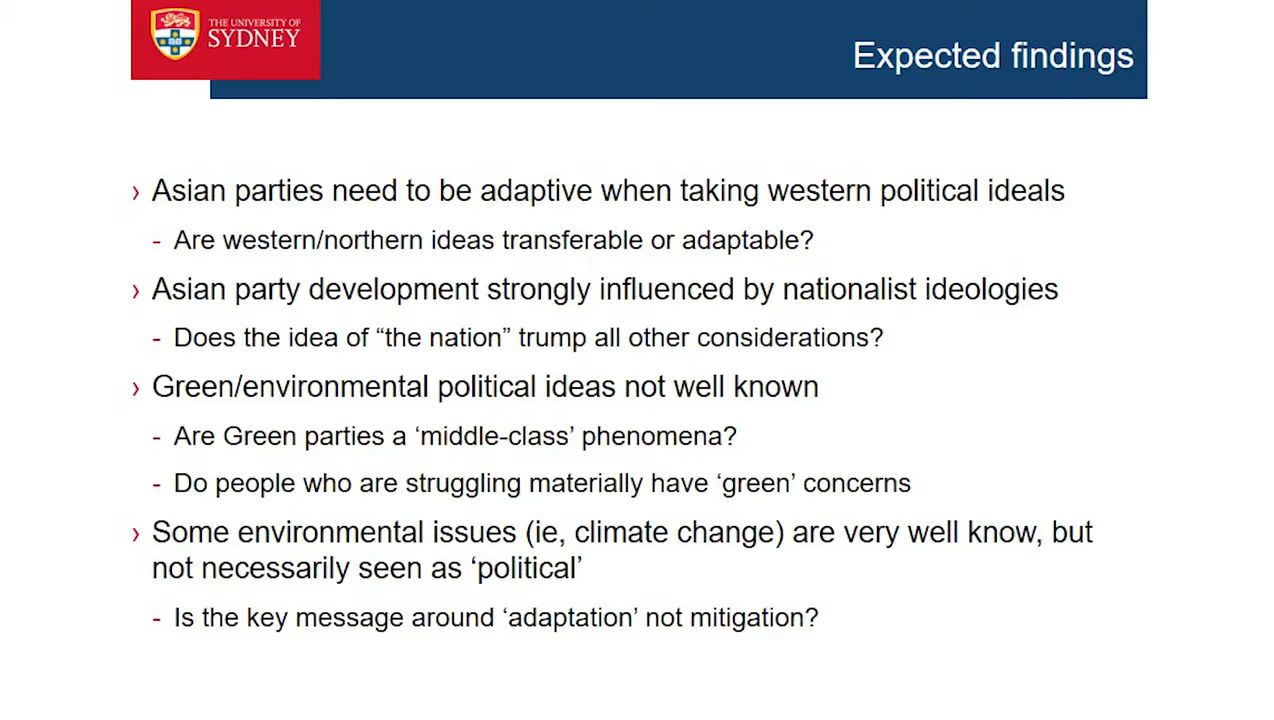 THE UNIVERSITY OF
SYDNEY
Expected findings
› Asian parties need to be adaptive when taking western political ideals
- Are western/northern ideas transferable or adaptable?
› Asian party development strongly influenced by nationalist ideologies
- Does the idea of “the nation” trump all other considerations?
› Green/environmental political ideas not well known
- Are Green parties a ‘middle-class’ phenomena?
- Do people who are struggling materially have ‘green’ concerns
› Some environmental issues (ie, climate change) are very well know, but
not necessarily seen as ‘political’
- Is the key message around ‘adaptation’ not mitigation?